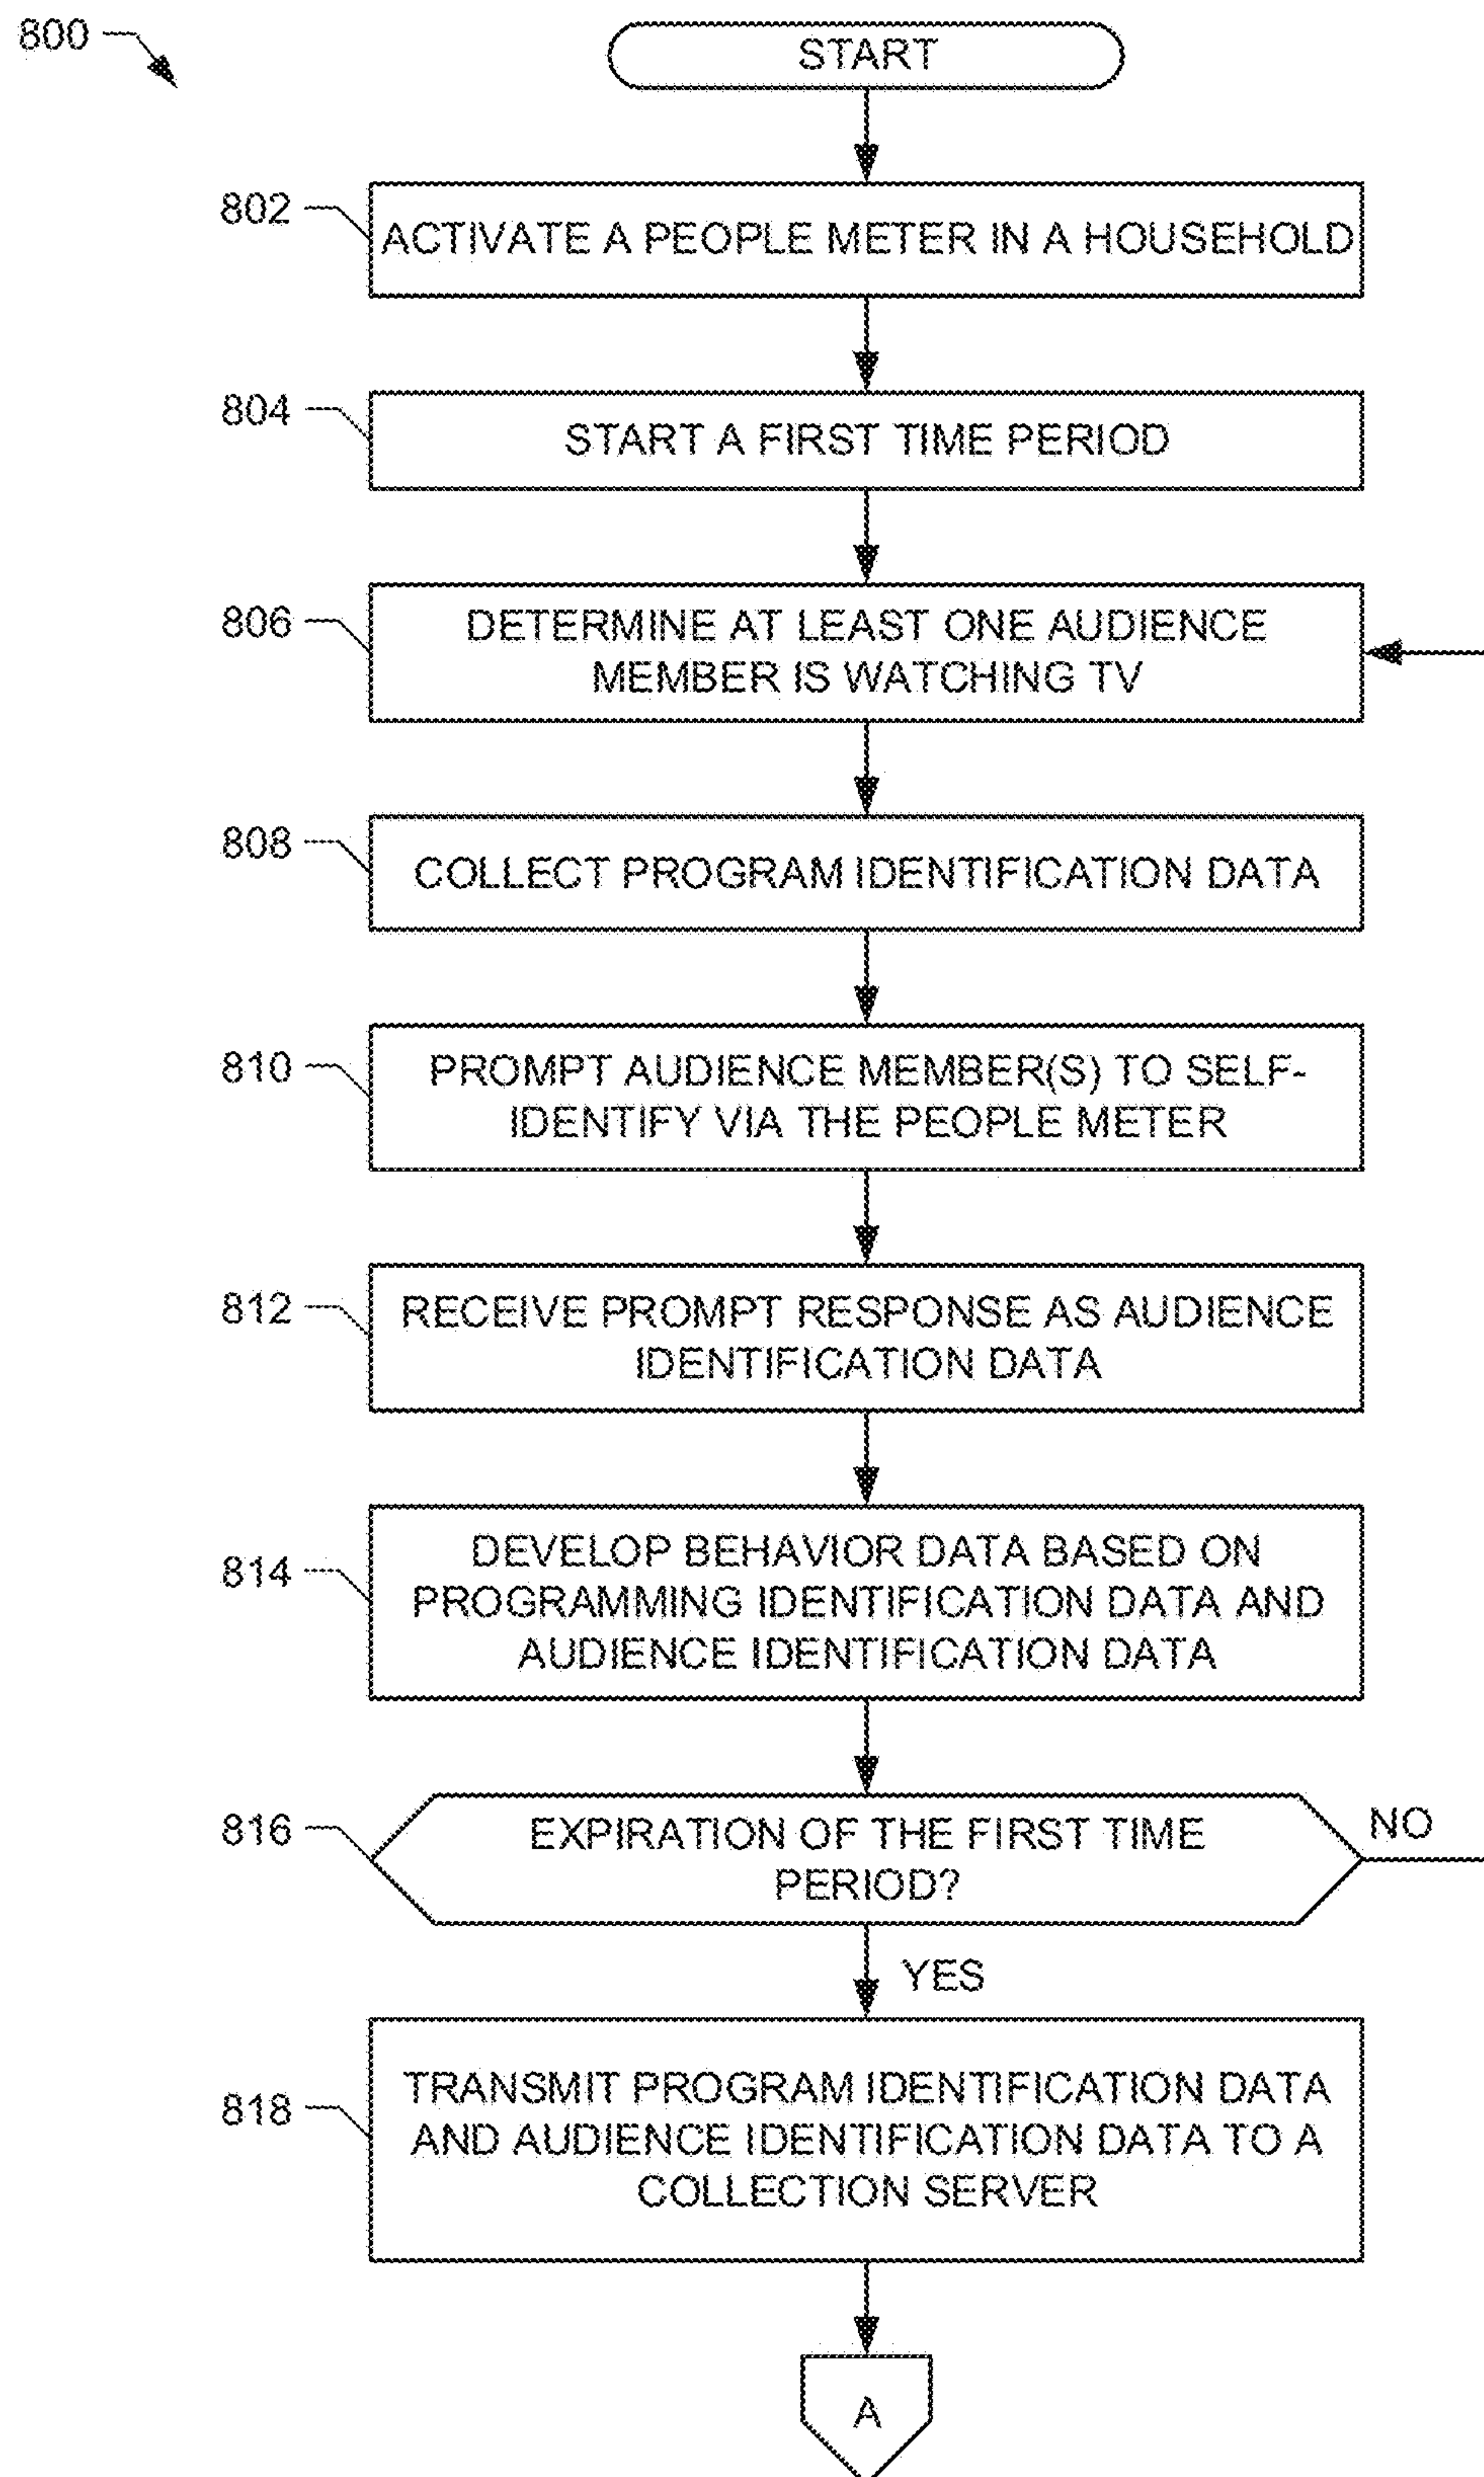 800
START
802
ACTIVATE A PEOPLE METER IN A HOUSEHOLD
804
START A FIRST TIME PERIOD
806
DETERMINE AT LEAST ONE AUDIENCE
MEMBER IS WATCHING TV
808
COLLECT PROGRAM IDENTIFICATION DATA
810
PROMPT AUDIENCE MEMBER(S) TO SELF-
IDENTIFY VIA THE PEOPLE METER
812
RECEIVE PROMPT RESPONSE AS AUDIENCE
IDENTIFICATION DATA
814
DEVELOP BEHAVIOR DATA BASED ON
PROGRAMMING IDENTIFICATION DATA AND
AUDIENCE IDENTIFICATION DATA
816
EXPIRATION OF THE FIRST TIME
PERIOD?
NO
YES
818
TRANSMIT PROGRAM IDENTIFICATION DATA
AND AUDIENCE IDENTIFICATION DATA TO A
COLLECTION SERVER
A